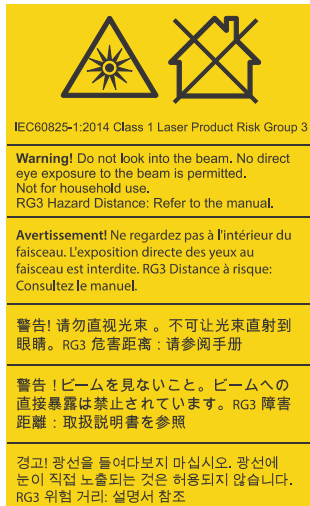 IEC60825-1:2014 Class 1 Laser Product Risk Group 3
Warning! Do not look into the beam. No direct
eye exposure to the beam is permitted.
Not for household use.
RG3 Hazard Distance: Refer to the manual.
Avertissement! Ne regardez pas à l'intérieur du
faisceau. L'exposition directe des yeux au
faisceau est interdite. RG3 Distance à risque:
Consultez le manuel.
警告! 请勿直视光束 。不可让光束直射到
眼睛。RG3 危害距离 : 请参阅手册
警告 ! ビームを見ないこと。ビームへの
直接暴露は禁止されています。RG3 障害
距離 : 取扱説明書を参照
경고! 광선을 들여다보지 마십시오. 광선에
눈이 직접 노출되는 것은 허용되지 않습니다.
RG3 위험 거리: 설명서 참조